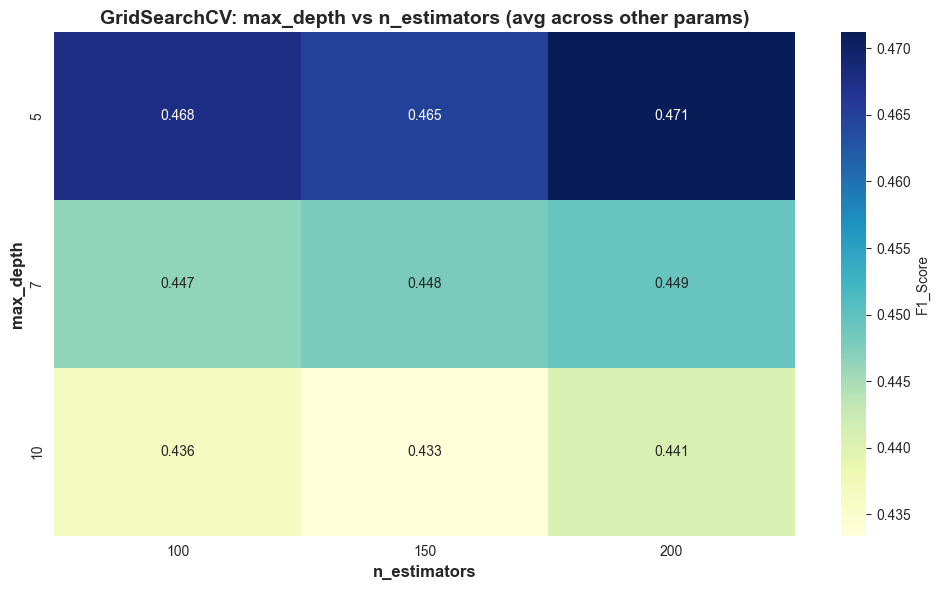 GridSearchCV: max_depth vs n_estimators (avg across other params)
max_depth
5
0.468 0.465 0.471
7
0.447 0.448 0.449
10
0.436 0.433 0.441
100 150 200
n_estimators
0.470
0.465
0.460
0.455
0.450
0.445
0.440
0.435
F1_Score